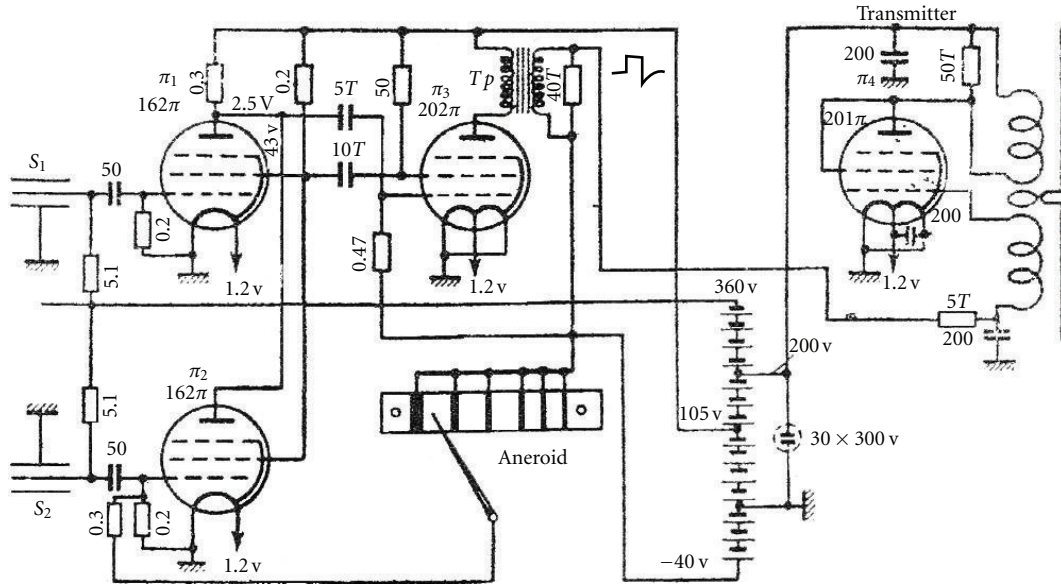 Transmitter
π1
162π
0.3
0.2
2.5 V
43 v
5T
10T
50
π3
202π
Tp
40T
200
π4
50T
201π
200
1.2 v
S1
50
0.2
5.1
1.2 v
0.47
1.2 v
360 v
5T
200
200 v
105 v
30 × 300 v
−40 v
π2
162π
5.1
50
S2
0.3
0.2
1.2 v
Aneroid